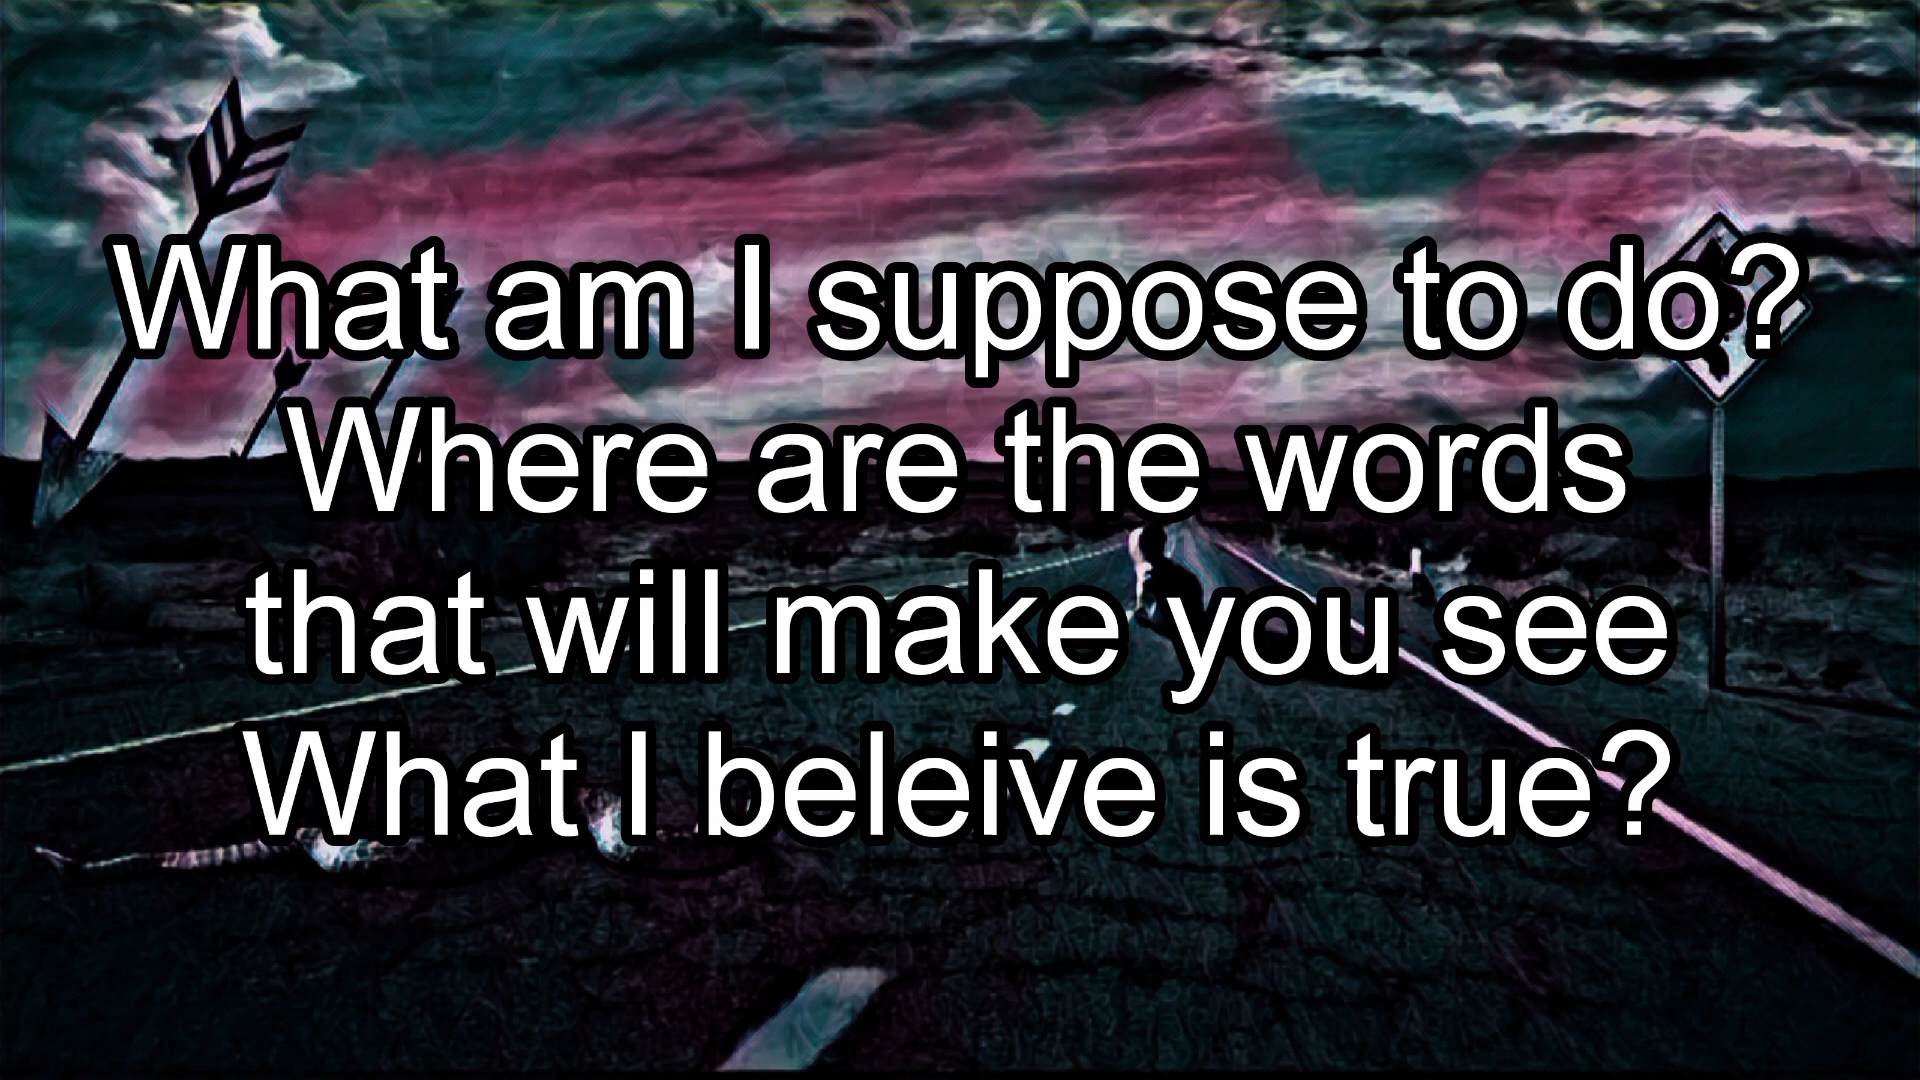 What am I suppose to do?
Where are the words
that will make you see
What I beleive is true?